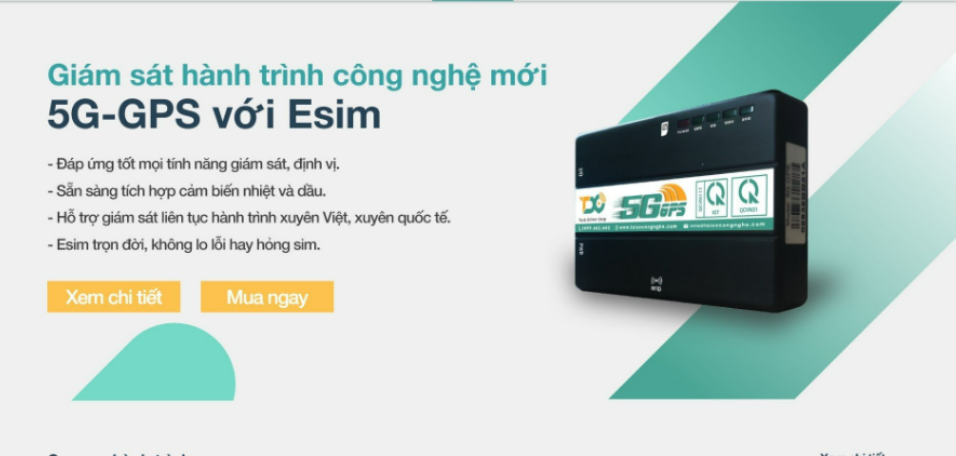 Giám sát hành trình công nghệ mới
5G-GPS với Esim
- Đáp ứng tốt mọi tính năng giám sát, định vị.
- Sẵn sàng tích hợp cảm biến nhiệt và dầu.
- Hỗ trợ giám sát liên tục hành trình xuyên Việt, xuyên quốc tế.
- Esim trọn đời, không lo lỗi hay hỏng sim.
Xem chi tiết
Mua ngay
5G GPS